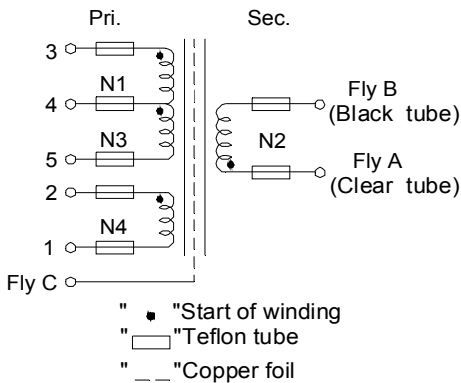 Pri. Sec.
3
N1
4
Fly B
(Black tube)
N3
N2
5
Fly A
(Clear tube)
2
N4
1
Fly C
" "Start of winding
" "Teflon tube
" "Copper foil